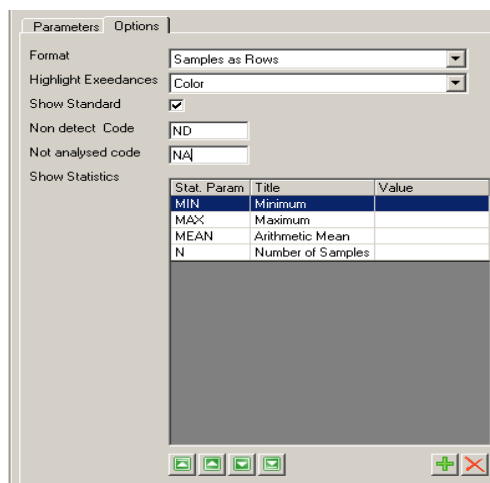 Parameters Options
Format Samples as Rows
Highlight Exeedances Color
Show Standard
Non detect Code ND
Not analysed code NA
Show Statistics
Stat. Param Title Value
MIN Minimum
MAX Maximum
MEAN Arithmetic Mean
N Number of Samples